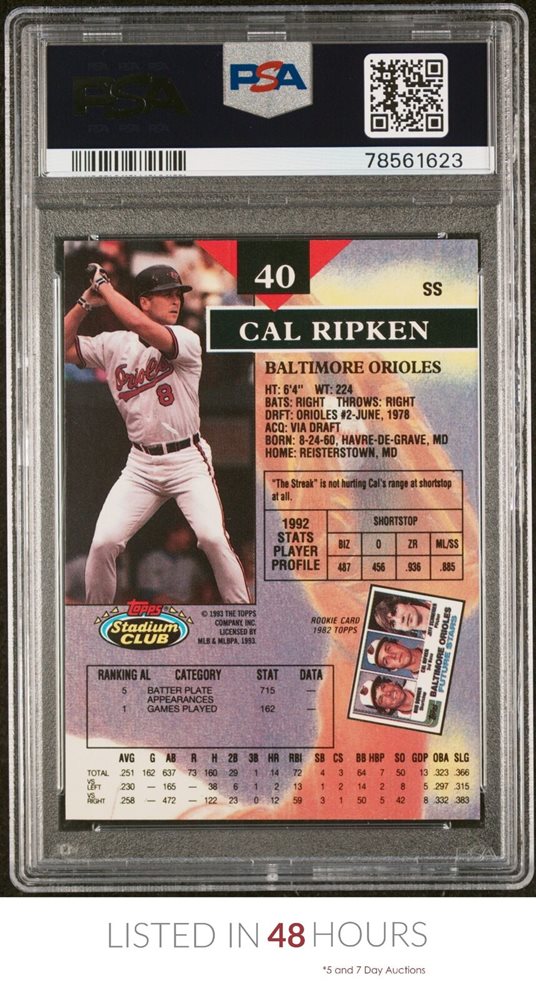 PSA
PSA
78561623
40
SS
CAL RIPKEN
BALTIMORE ORIOLES
HT: 6'4" WT: 224
BATS: RIGHT THROWS: RIGHT
DRFT: ORIOLES #2-JUNE, 1978
ACQ: VIA DRAFT
BORN: 8-24-60, HAVRE-DE-GRAVE, MD
HOME: REISTERSTOWN, MD
"The Streak" is not hurting Cal's range at shortstop
at all.
1992
STATS
PLAYER
PROFILE
SHORTSTOP
BIZ O ZR ML/SS
487 456 .936 .885
Orioles
8
Topps
Stadium
CLUB
© 1993 THE TOPPS
COMPANY, INC.
LICENSED BY
MLB & MLBPA, 1993.
ROOKIE CARD
1982 TOPPS
BALTIMORE ORIOLES
FUTURE STARS
RANKING AL CATEGORY STAT DATA
5 BATTER PLATE 715 —
APPEARANCES
1 GAMES PLAYED 162 —
AVG G AB R H 2B 3B HR RBI SB CS BB HBP SO GDP OBA SLG
TOTAL .251 162 637 73 160 29 1 14 72 4 3 64 7 50 13 .323 .366
VS. LEFT .230 — 165 — 38 6 1 2 13 1 2 14 2 8 5 .297 .315
VS. RIGHT .258 — 472 — 122 23 0 12 59 3 1 50 5 42 8 .332 .383
LISTED IN 48 HOURS
*5 and 7 Day Auctions